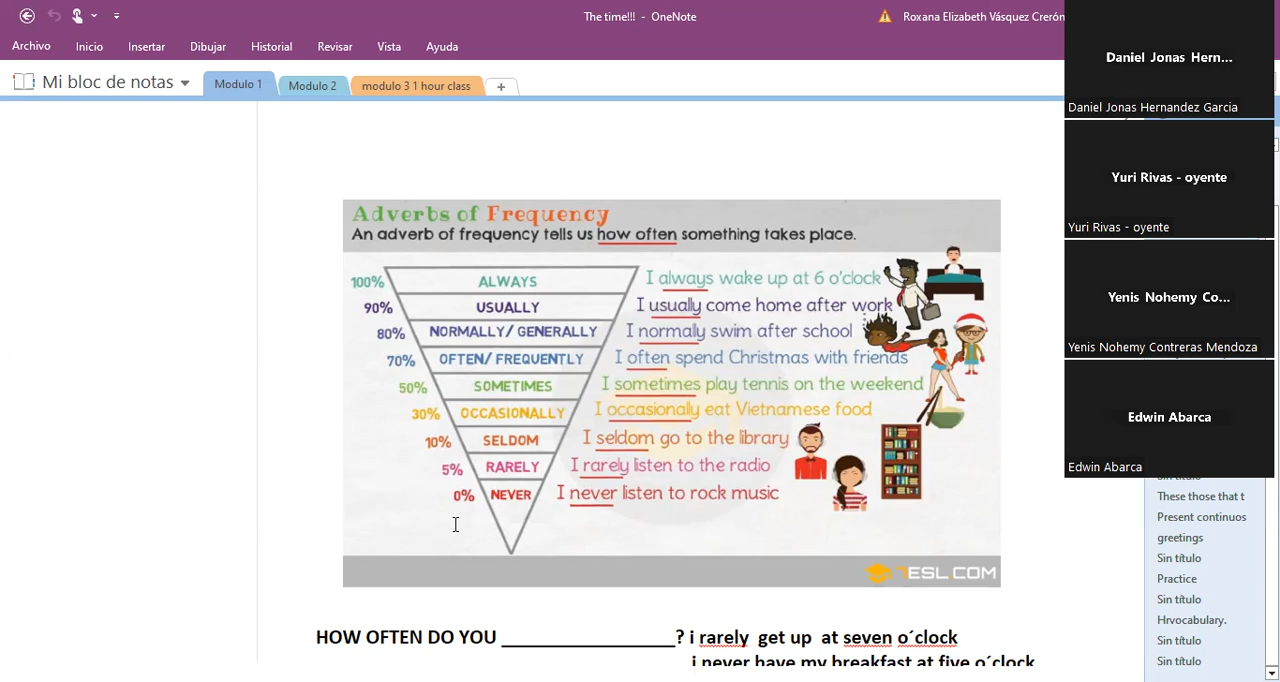 The time!!! - OneNote
Roxana Elizabeth Vásquez Crerón
Archivo Inicio Insertar Dibujar Historial Revisar Vista Ayuda
Mi bloc de notas Modulo 1 Modulo 2 modulo 3 1 hour class +
Daniel Jonas Hern...
Daniel Jonas Hernandez Garcia
Yuri Rivas - oyente
Yuri Rivas - oyente
Yenis Nohemy Co...
Yenis Nohemy Contreras Mendoza
Edwin Abarca
Edwin Abarca
Adverbs of Frequency
An adverb of frequency tells us how often something takes place.
100% ALWAYS I always wake up at 6 o'clock
90% USUALLY I usually come home after work
80% NORMALLY/ GENERALLY I normally swim after school
70% OFTEN/ FREQUENTLY I often spend Christmas with friends
50% SOMETIMES I sometimes play tennis on the weekend
30% OCCASIONALLY I occasionally eat Vietnamese food
10% SELDOM I seldom go to the library
5% RARELY I rarely listen to the radio
0% NEVER I never listen to rock music
7ESL.COM
HOW OFTEN DO YOU _________________? i rarely get up at seven o´clock
i never have my breakfast at five o´clock
Sin título
These those that t
Present continuos
greetings
Sin título
Practice
Sin título
Hrvocabulary.
Sin título
Sin título